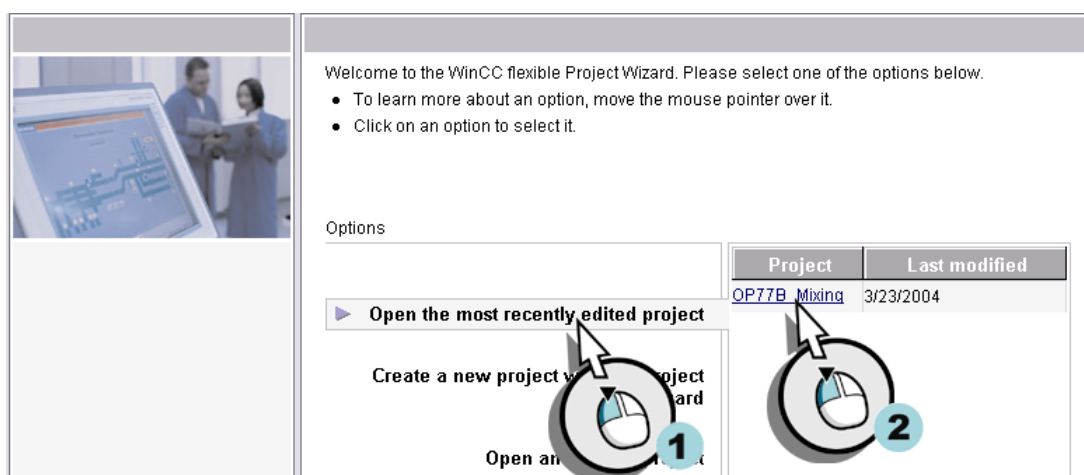 Welcome to the WinCC flexible Project Wizard. Please select one of the options below.
• To learn more about an option, move the mouse pointer over it.
• Click on an option to select it.
Options
Project Last modified
OP77B_Mixing 3/23/2004
Open the most recently edited project
Create a new project
Open
1
2